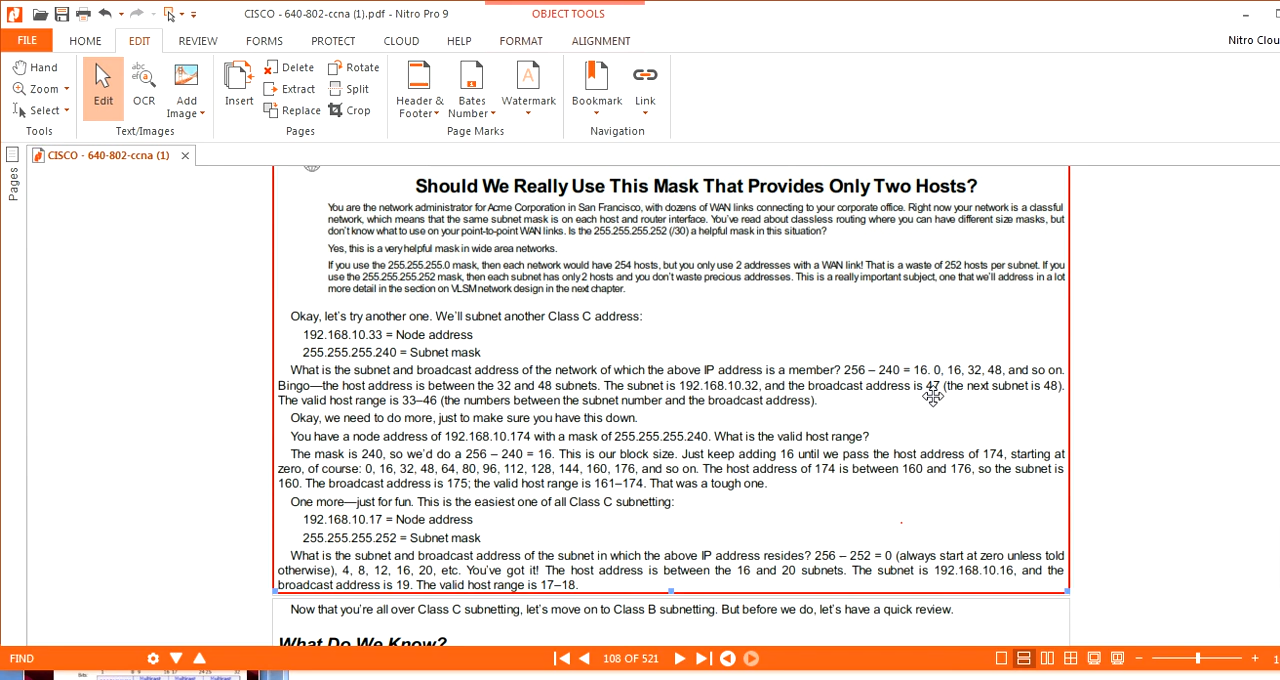 CISCO - 640-802-ccna (1).pdf - Nitro Pro 9
OBJECT TOOLS
FILE HOME EDIT REVIEW FORMS PROTECT CLOUD HELP FORMAT ALIGNMENT
Nitro Clou
Hand
Zoom
Select
Tools
Edit
abc
OCR
Add Image
Text/Images
Insert
Delete
Extract
Replace
Rotate
Split
Crop
Pages
Header & Footer
Bates Number
Watermark
Page Marks
Bookmark
Link
Navigation
CISCO - 640-802-ccna (1)
Pages
Should We Really Use This Mask That Provides Only Two Hosts?
You are the network administrator for Acme Corporation in San Francisco, with dozens of WAN links connecting to your corporate office. Right now your network is a classful
network, which means that the same subnet mask is on each host and router interface. You've read about classless routing where you can have different size masks, but
don't know what to use on your point-to-point WAN links. Is the 255.255.255.252 (/30) a helpful mask in this situation?
Yes, this is a very helpful mask in wide area networks.
If you use the 255.255.255.0 mask, then each network would have 254 hosts, but you only use 2 addresses with a WAN link! That is a waste of 252 hosts per subnet. If you
use the 255.255.255.252 mask, then each subnet has only 2 hosts and you don't waste precious addresses. This is a really important subject, one that we'll address in a lot
more detail in the section on VLSM network design in the next chapter.
Okay, let's try another one. We'll subnet another Class C address:
192.168.10.33 = Node address
255.255.255.240 = Subnet mask
What is the subnet and broadcast address of the network of which the above IP address is a member? 256 – 240 = 16. 0, 16, 32, 48, and so on.
Bingo—the host address is between the 32 and 48 subnets. The subnet is 192.168.10.32, and the broadcast address is 47 (the next subnet is 48).
The valid host range is 33–46 (the numbers between the subnet number and the broadcast address).
Okay, we need to do more, just to make sure you have this down.
You have a node address of 192.168.10.174 with a mask of 255.255.255.240. What is the valid host range?
The mask is 240, so we'd do a 256 – 240 = 16. This is our block size. Just keep adding 16 until we pass the host address of 174, starting at
zero, of course: 0, 16, 32, 48, 64, 80, 96, 112, 128, 144, 160, 176, and so on. The host address of 174 is between 160 and 176, so the subnet is
160. The broadcast address is 175; the valid host range is 161–174. That was a tough one.
One more—just for fun. This is the easiest one of all Class C subnetting:
192.168.10.17 = Node address
255.255.255.252 = Subnet mask
What is the subnet and broadcast address of the subnet in which the above IP address resides? 256 – 252 = 0 (always start at zero unless told
otherwise), 4, 8, 12, 16, 20, etc. You've got it! The host address is between the 16 and 20 subnets. The subnet is 192.168.10.16, and the
broadcast address is 19. The valid host range is 17–18.
Now that you're all over Class C subnetting, let's move on to Class B subnetting. But before we do, let's have a quick review.
What Do We Know?
FIND
108 OF 521